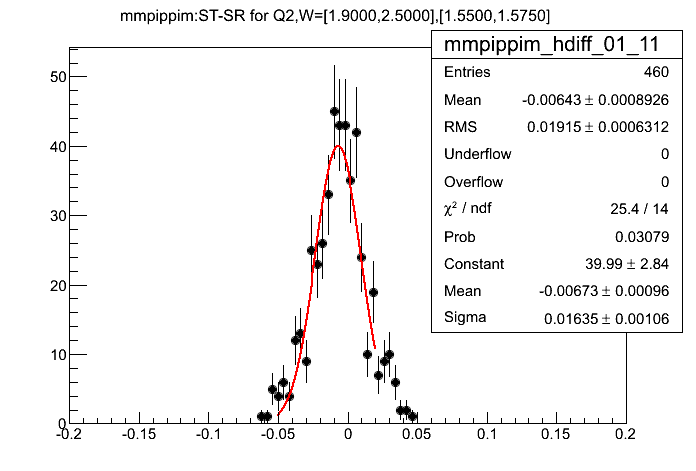 mmpippim:ST-SR for Q2,W=[1.9000,2.5000],[1.5500,1.5750]
mmpippim_hdiff_01_11
Entries 460
Mean -0.00643 ± 0.0008926
RMS 0.01915 ± 0.0006312
Underflow 0
Overflow 0
χ² / ndf 25.4 / 14
Prob 0.03079
Constant 39.99 ± 2.84
Mean -0.00673 ± 0.00096
Sigma 0.01635 ± 0.00106
50
40
30
20
10
0
-0.2 -0.15 -0.1 -0.05 0 0.05 0.1 0.15 0.2